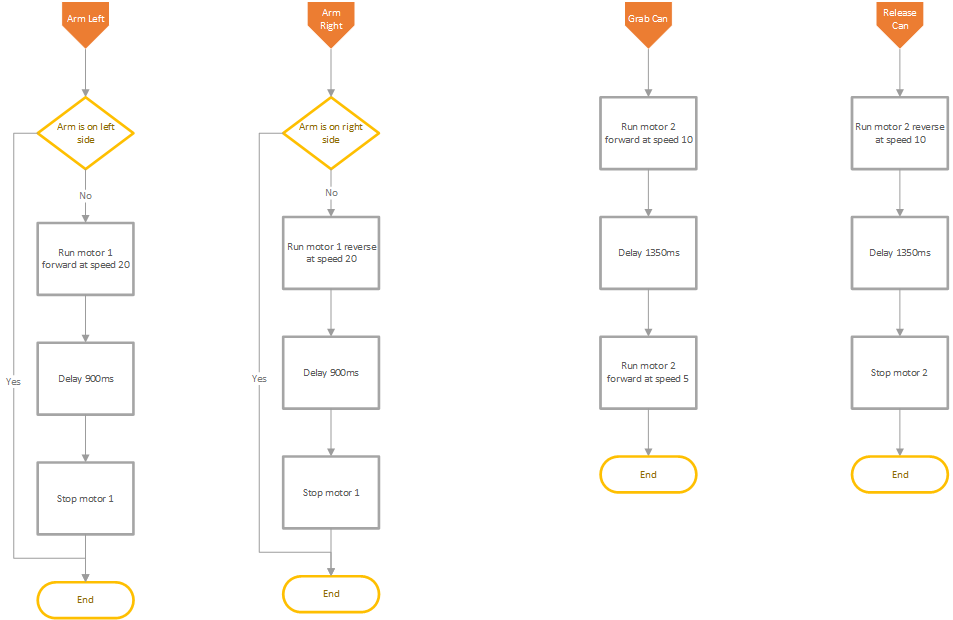 Arm Left
Arm is on left
side
No
Run motor 1
forward at speed 20
Delay 900ms
Yes
Stop motor 1
End
Arm
Right
Arm is on right
side
No
Run motor 1 reverse
at speed 20
Delay 900ms
Yes
Stop motor 1
End
Grab Can
Run motor 2
forward at speed 10
Delay 1350ms
Run motor 2
forward at speed 5
End
Release
Can
Run motor 2 reverse
at speed 10
Delay 1350ms
Stop motor 2
End